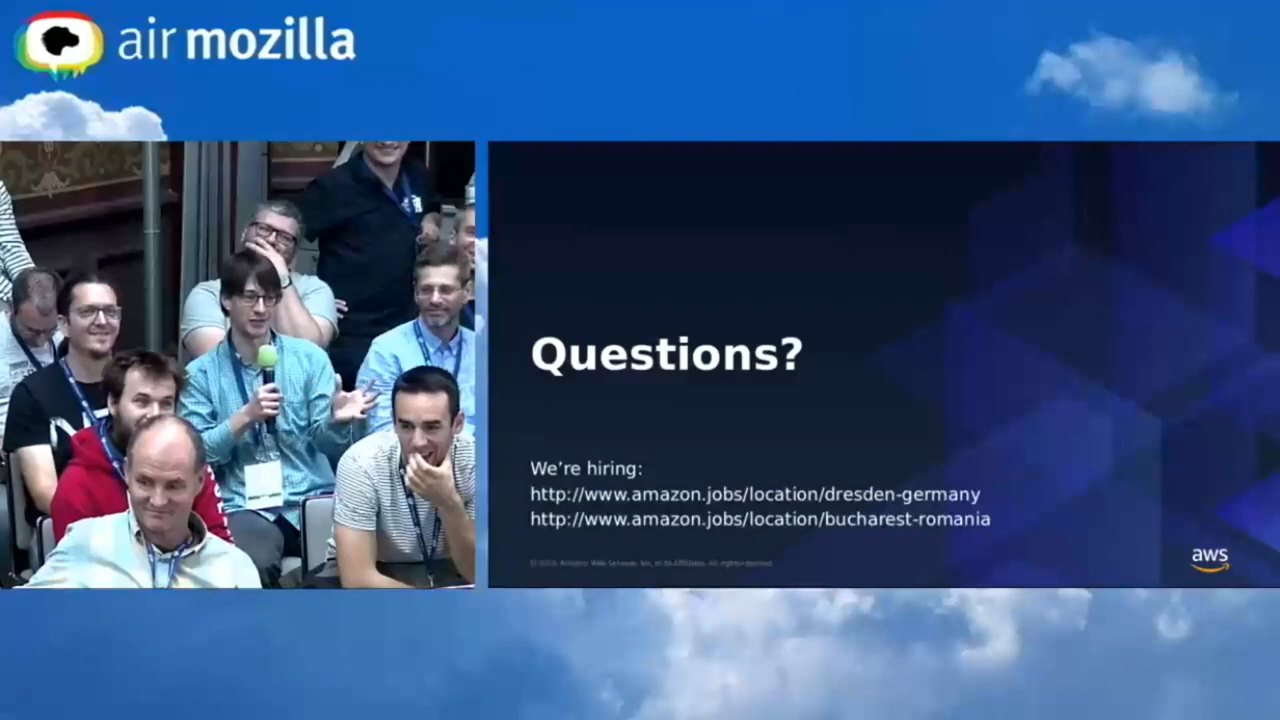 air mozilla
Questions?
We're hiring:
http://www.amazon.jobs/location/dresden-germany
http://www.amazon.jobs/location/bucharest-romania
aws